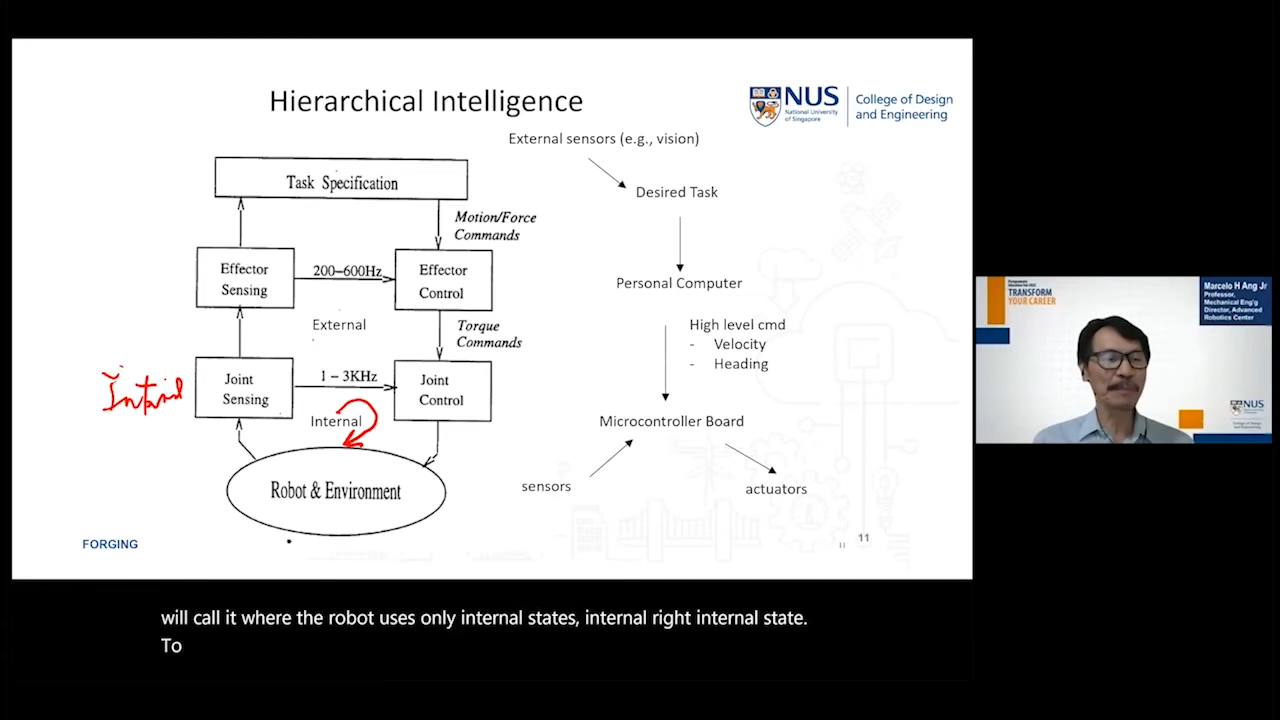 Hierarchical Intelligence
NUS
National University
of Singapore
College of Design
and Engineering
External sensors (e.g., vision)
Task Specification
Desired Task
Motion/Force
Commands
Effector
Sensing
200–600Hz
Effector
Control
Personal Computer
External
Torque
Commands
High level cmd
- Velocity
- Heading
Joint
Sensing
1 – 3KHz
Joint
Control
Internal
Microcontroller Board
Robot & Environment
sensors
actuators
FORGING
11
TRANSFORM
YOUR CAREER
Marcelo H Ang Jr
Professor,
Mechanical Eng'g
Director, Advanced
Robotics Center
NUS
will call it where the robot uses only internal states, internal right internal state.
To